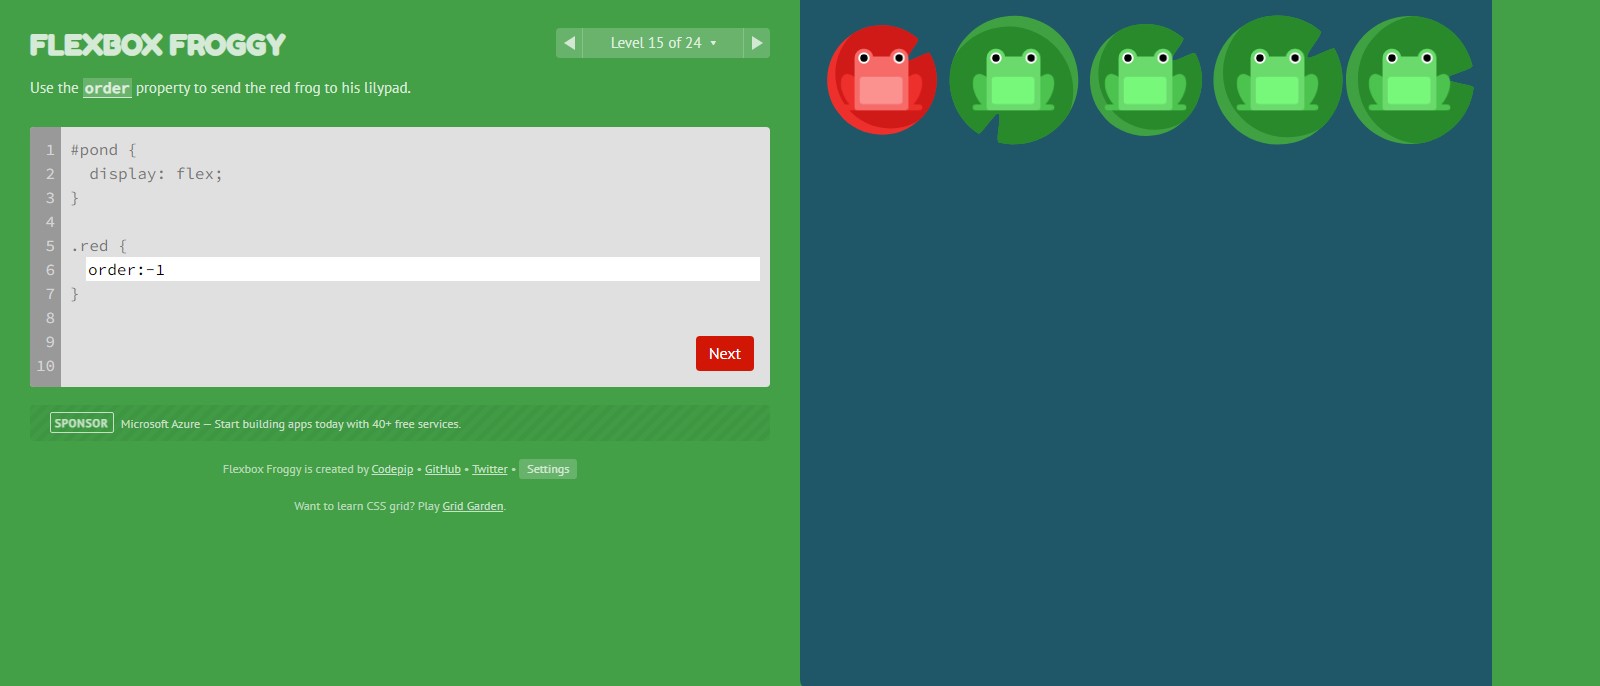 FLEXBOX FROGGY
Level 15 of 24
Use the order property to send the red frog to his lilypad.
1 #pond {
2 display: flex;
3 }
4
5 .red {
6 order:-1
7 }
8
9
10
Next
SPONSOR Microsoft Azure — Start building apps today with 40+ free services.
Flexbox Froggy is created by Codepip • GitHub • Twitter • Settings
Want to learn CSS grid? Play Grid Garden.